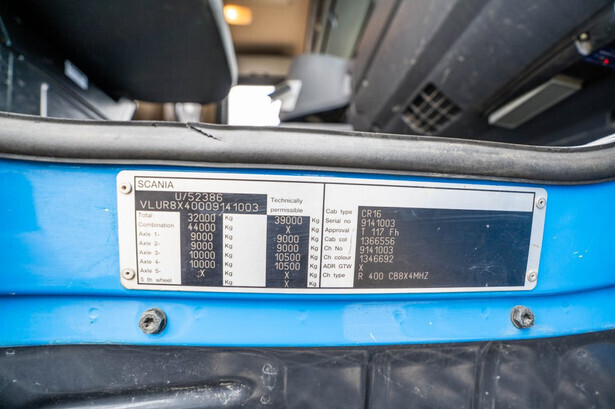 SCANIA
U/52386
VLUR8X40009141003
Technically permissible
Total 32000 Kg 39000 Kg
Combination 44000 Kg X Kg
Axle 1- 9000 Kg 9000 Kg
Axle 2- 9000 Kg 9000 Kg
Axle 3- 10000 Kg 10500 Kg
Axle 4- 10000 Kg 10500 Kg
Axle 5- X Kg X Kg
5 th wheel Kg X Kg
Cab type CR16
Serial no 9141003
Approval T 117 Fh
Cab col 1366556
Ch No 9141003
Ch colour 1346692
ADR GTW X
Ch type R 400 CB8X4MHZ